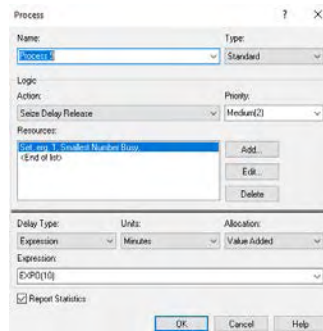 Process ? ×
Name: Type:
Process 5 Standard
Logic
Action: Priority:
Seize Delay Release Medium(2)
Resources:
Set, erg, 1, Smallest Number Busy,
<End of list>
Add...
Edit...
Delete
Delay Type: Units: Allocation:
Expression Minutes Value Added
Expression:
EXPO(10)
Report Statistics
OK Cancel Help